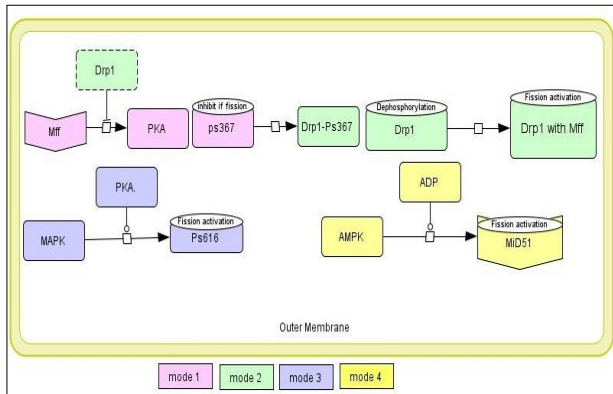 Drp1
Mff
PKA
inhibit if fission
ps367
Drp1-Ps367
Dephosphorylation
Drp1
Fission activation
Drp1 with Mff
PKA.
MAPK
Fission activation
Ps616
ADP
AMPK
Fission activation
MiD51
Outer Membrane
mode 1
mode 2
mode 3
mode 4